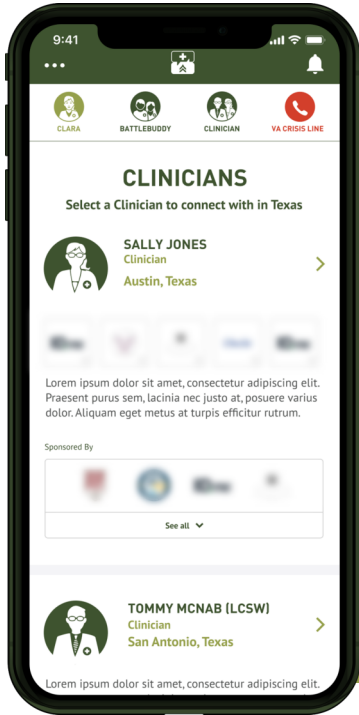 9:41
CLARA
BATTLEBUDDY
CLINICIAN
VA CRISIS LINE
CLINICIANS
Select a Clinician to connect with in Texas
SALLY JONES
Clinician
Austin, Texas
Lorem ipsum dolor sit amet, consectetur adipiscing elit.
Praesent purus sem, lacinia nec justo at, posuere varius
dolor. Aliquam eget metus at turpis efficitur rutrum.
Sponsored By
See all
TOMMY MCNAB (LCSW)
Clinician
San Antonio, Texas
Lorem ipsum dolor sit amet, consectetur adipiscing elit.